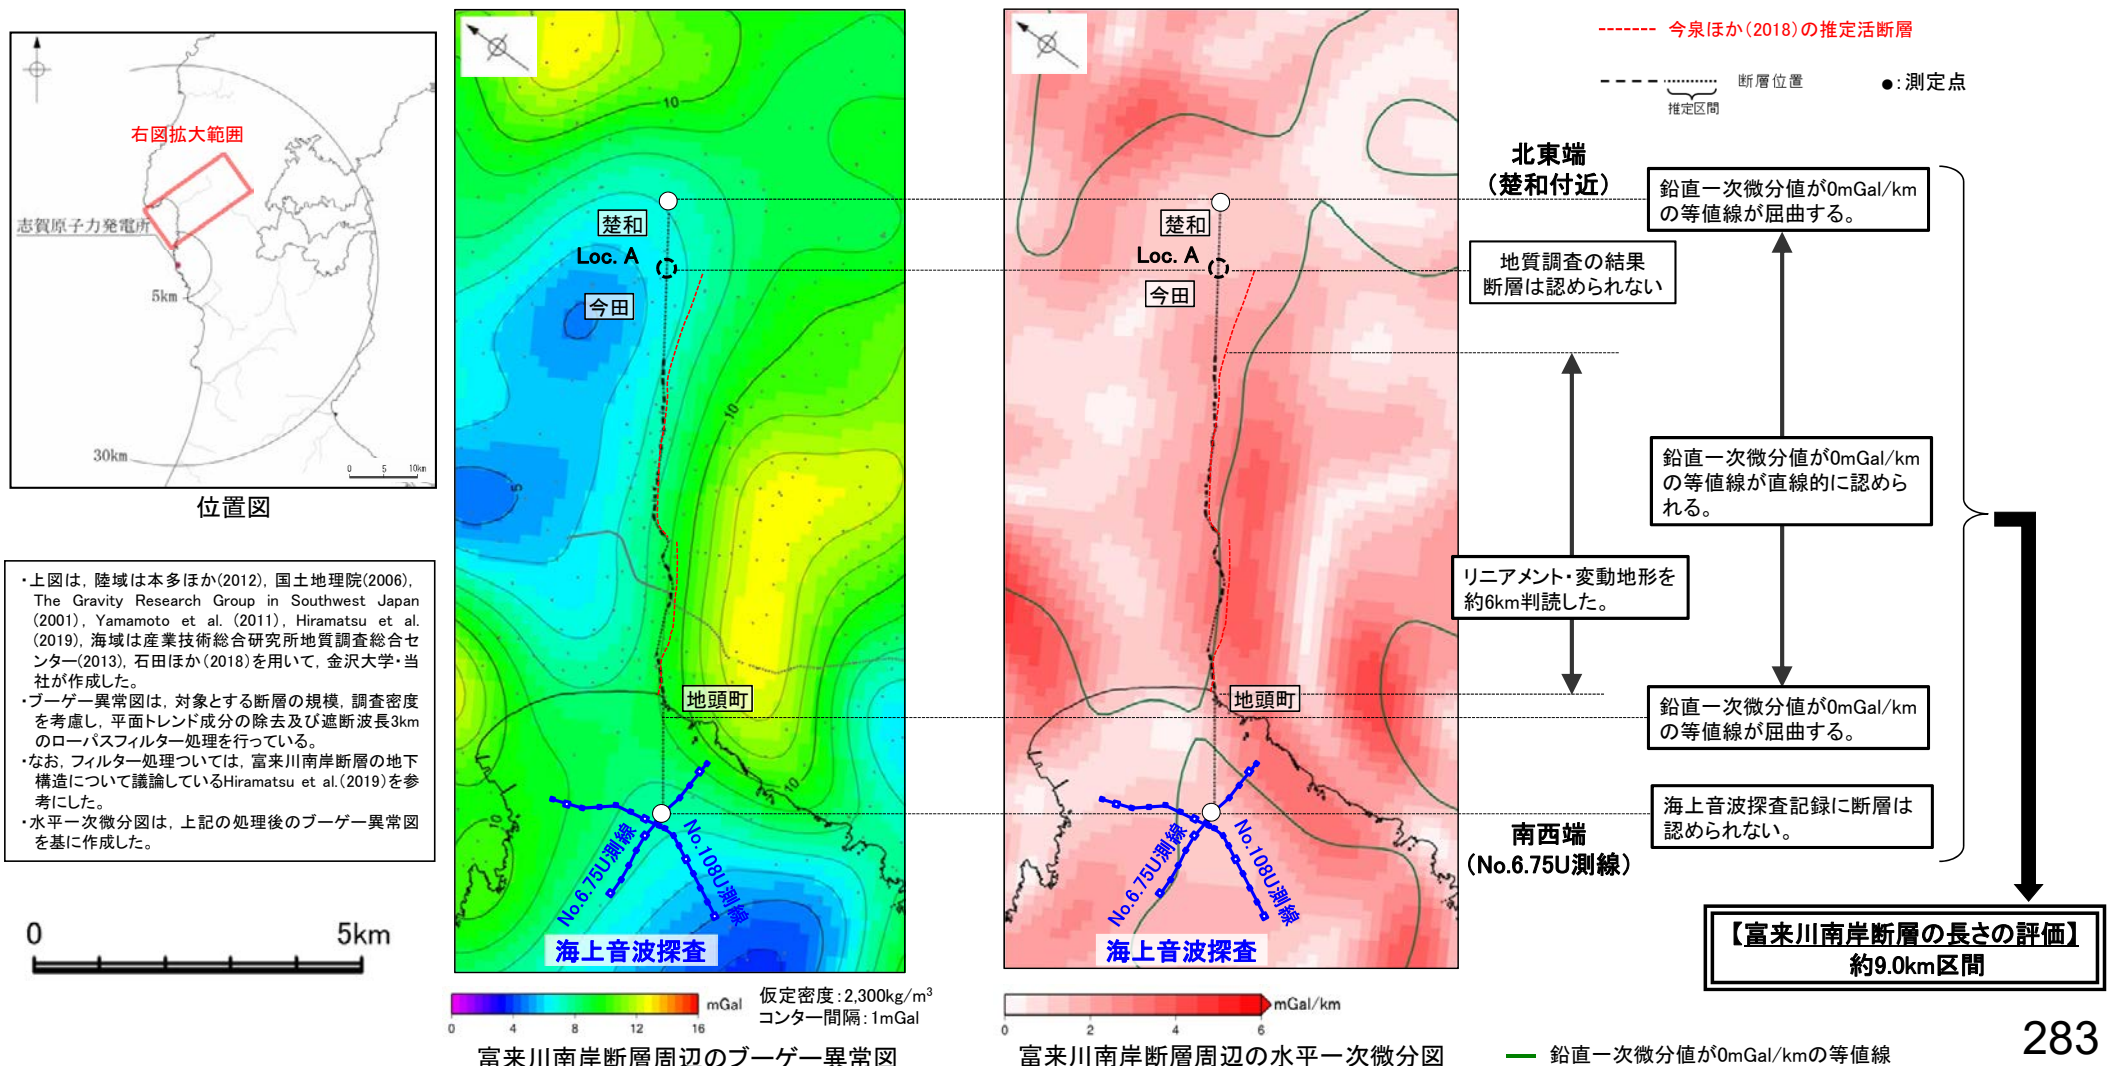 右図拡大範囲
志賀原子力発電所
5km
30km
0 5 10km
位置図
・上図は, 陸域は本多ほか(2012), 国土地理院(2006),
The Gravity Research Group in Southwest Japan
(2001), Yamamoto et al. (2011), Hiramatsu et al.
(2019), 海域は産業技術総合研究所地質調査総合セ
ンター(2013), 石田ほか(2018)を用いて, 金沢大学・当
社が作成した。
・ブーゲー異常図は, 対象とする断層の規模, 調査密度
を考慮し, 平面トレンド成分の除去及び遮断波長3km
のローパスフィルター処理を行っている。
・なお, フィルター処理ついては, 富来川南岸断層の地下
構造について議論しているHiramatsu et al.(2019)を参
考にした。
・水平一次微分図は, 上記の処理後のブーゲー異常図
を基に作成した。
0 5km
10
楚和
Loc. A
今田
10
5
地頭町
10
10
No.6.75U測線
No.108U測線
海上音波探査
mGal
0 4 8 12 16
仮定密度:2,300kg/m³
コンター間隔:1mGal
富来川南岸断層周辺のブーゲー異常図
楚和
Loc. A
今田
地頭町
No.6.75U測線
No.108U測線
海上音波探査
mGal/km
0 2 4 6
富来川南岸断層周辺の水平一次微分図
今泉ほか(2018)の推定活断層
断層位置
推定区間
●:測定点
北東端
(楚和付近)
鉛直一次微分値が0mGal/km
の等値線が屈曲する。
地質調査の結果
断層は認められない
鉛直一次微分値が0mGal/km
の等値線が直線的に認めら
れる。
リニアメント・変動地形を
約6km判読した。
鉛直一次微分値が0mGal/km
の等値線が屈曲する。
海上音波探査記録に断層は
認められない。
南西端
(No.6.75U測線)
【富来川南岸断層の長さの評価】
約9.0km区間
鉛直一次微分値が0mGal/kmの等値線
283